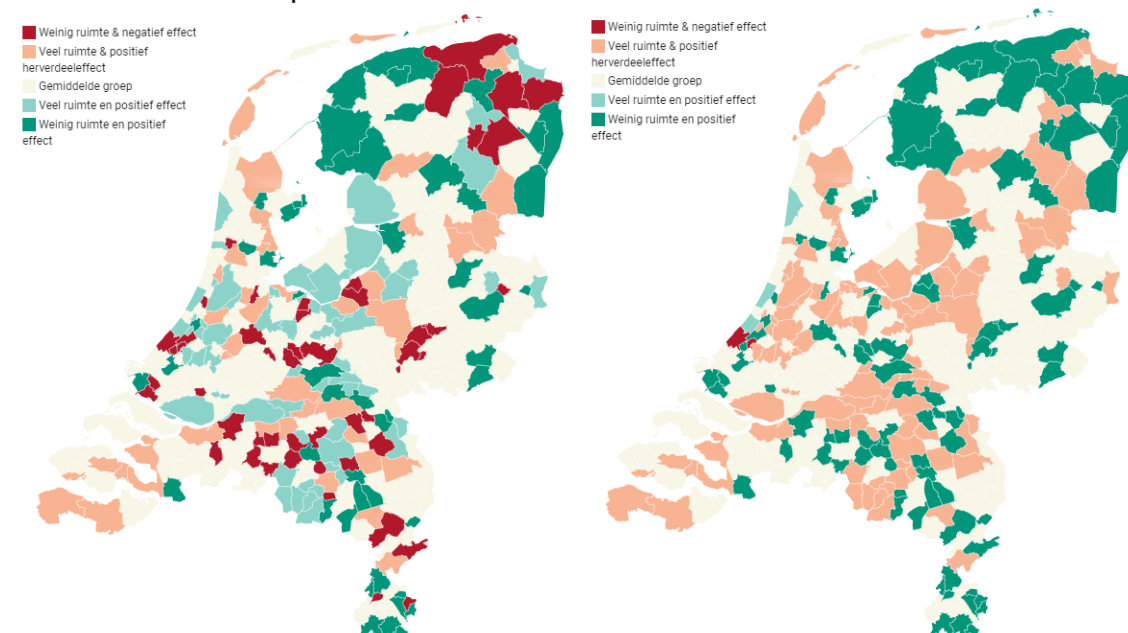 Weinig ruimte & negatief effect
Veel ruimte & positief
herverdeeleffect
Gemiddelde groep
Veel ruimte en positief effect
Weinig ruimte en positief
effect
Weinig ruimte & negatief effect
Veel ruimte & positief
herverdeeleffect
Gemiddelde groep
Veel ruimte en positief effect
Weinig ruimte en positief
effect